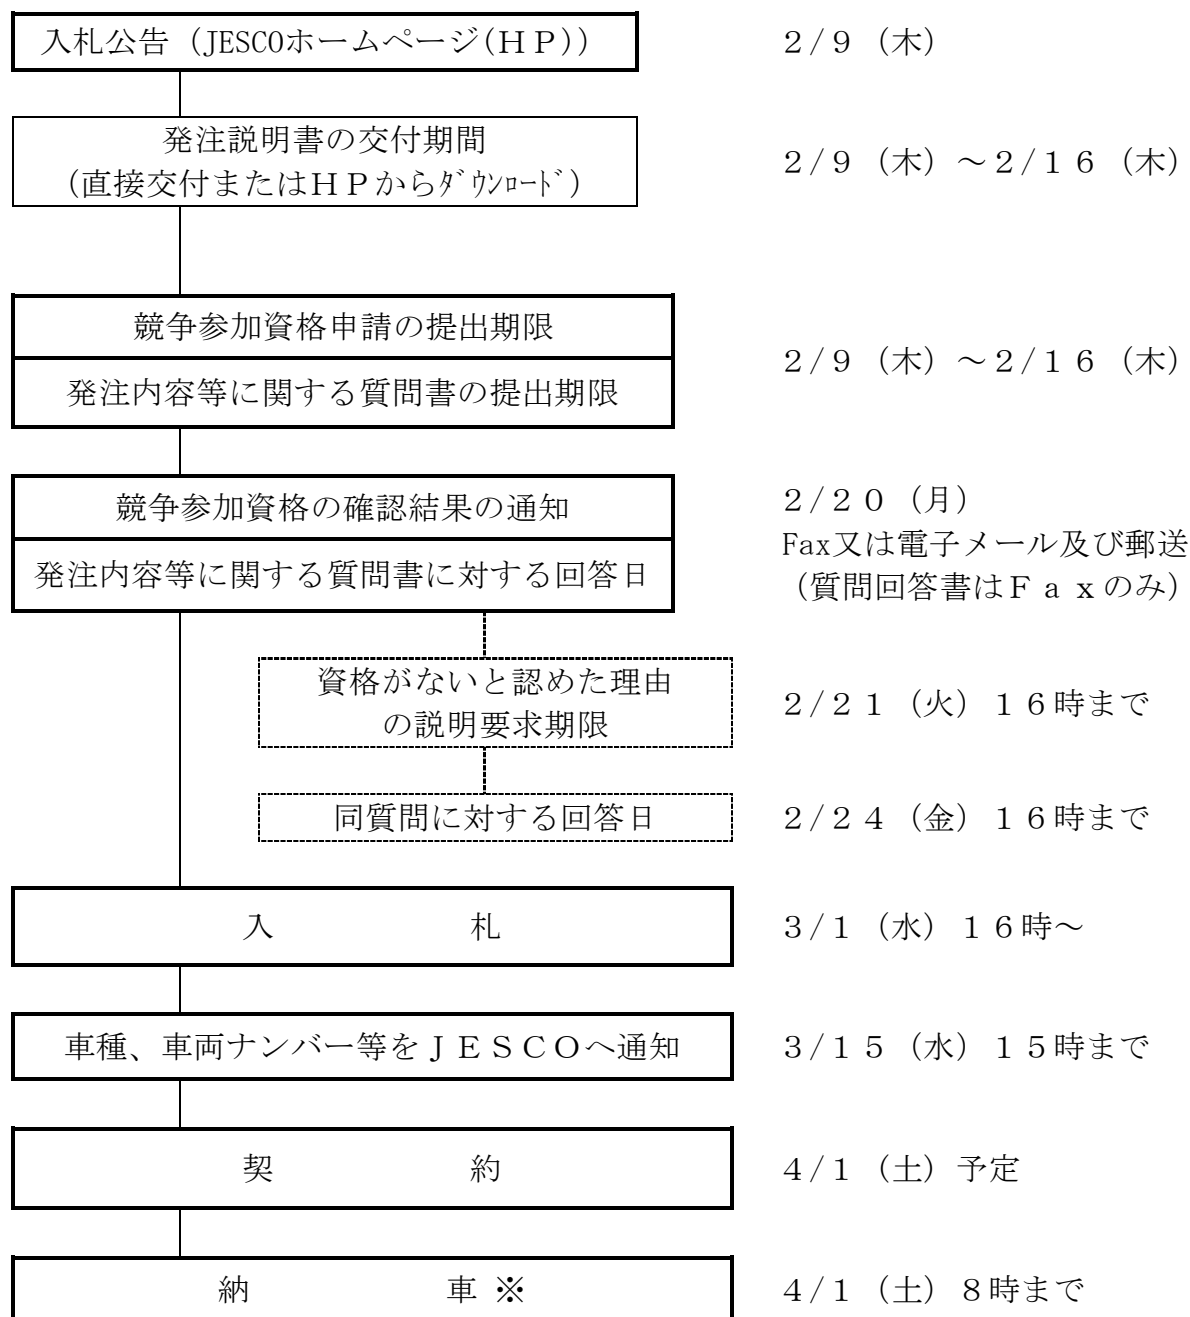 入札公告（JESCOホームページ(ＨＰ)）
２/９（木）
発注説明書の交付期間
（直接交付またはＨＰからﾀﾞｳﾝﾛｰﾄﾞ）
２/９（木）～２/１６（木）
競争参加資格申請の提出期限
発注内容等に関する質問書の提出期限
２/９（木）～２/１６（木）
競争参加資格の確認結果の通知
発注内容等に関する質問書に対する回答日
２/２０（月）
Fax又は電子メール及び郵送
（質問回答書はＦａｘのみ）
資格がないと認めた理由
の説明要求期限
２/２１（火）１６時まで
同質問に対する回答日
２/２４（金）１６時まで
入　　　　　札
３/１（水）１６時～
車種、車両ナンバー等をＪＥＳＣＯへ通知
３/１５（水）１５時まで
契　　　　　約
４/１（土）予定
納　　　　　車 ※
４/１（土）８時まで